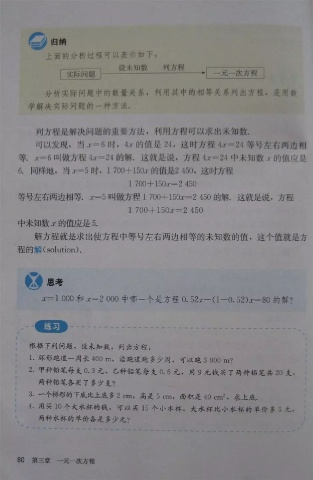 归纳
上面的分析过程可以表示如下：
实际问题 设未知数 列方程 一元一次方程
分析实际问题中的数量关系，利用其中的相等关系列出方程，是用数
学解决实际问题的一种方法.
列方程是解决问题的重要方法，利用方程可以求出未知数.
可以发现，当 x=6 时，4x 的值是 24，这时方程 4x=24 等号左右两边相
等. x=6 叫做方程 4x=24 的解. 这就是说，方程 4x=24 中未知数 x 的值应是
6. 同样地，当 x=5 时，1 700+150x 的值是 2 450，这时方程
1 700+150x=2 450
等号左右两边相等. x=5 叫做方程 1 700+150x=2 450 的解. 这就是说，方程
1 700+150x=2 450
中未知数 x 的值应是 5.
解方程就是求出使方程中等号左右两边相等的未知数的值，这个值就是方
程的解(solution).
思考
x=1 000 和 x=2 000 中哪一个是方程 0.52x-(1-0.52)x=80 的解?
练习
根据下列问题，设未知数，列出方程：
1. 环形跑道一周长 400 m，沿跑道跑多少周，可以跑 3 000 m?
2. 甲种铅笔每支 0.3 元，乙种铅笔每支 0.6 元，用 9 元钱买了两种铅笔共 20 支，
两种铅笔各买了多少支?
3. 一个梯形的下底比上底多 2 cm，高是 5 cm，面积是 40 cm²，求上底.
4. 用买 10 个大水杯的钱，可以买 15 个小水杯，大水杯比小水杯的单价多 5 元，
两种水杯的单价各是多少元?
80 第三章 一元一次方程